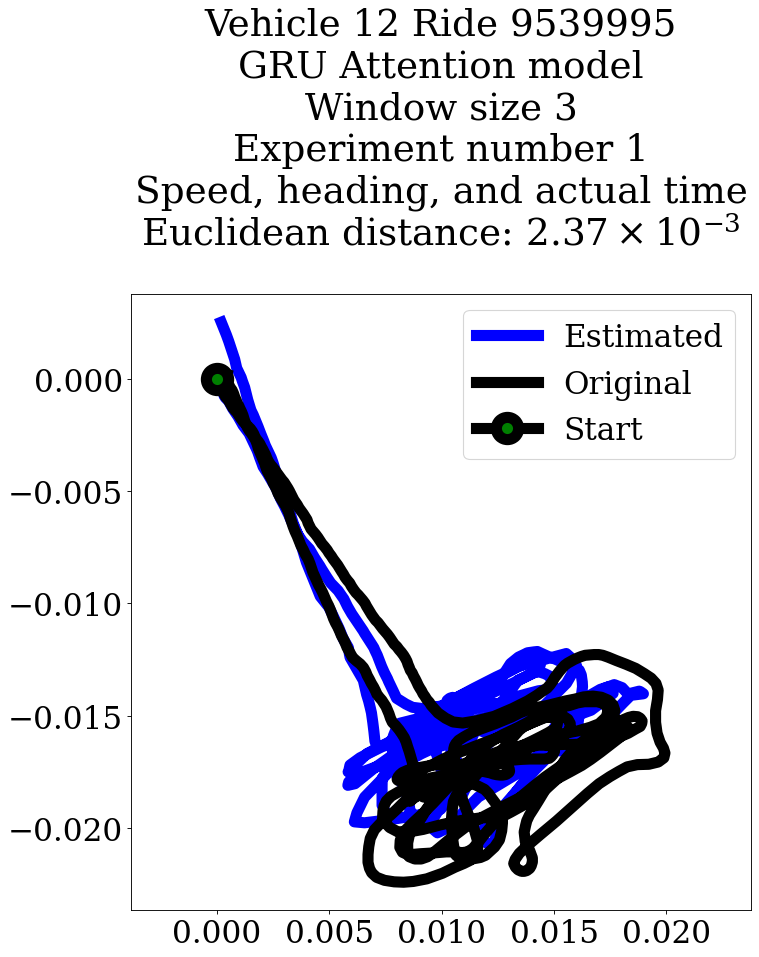 Vehicle 12 Ride 9539995
GRU Attention model
Window size 3
Experiment number 1
Speed, heading, and actual time
Euclidean distance: 2.37 × 10⁻³
Estimated
Original
Start
0.000
−0.005
−0.010
−0.015
−0.020
0.000 0.005 0.010 0.015 0.020